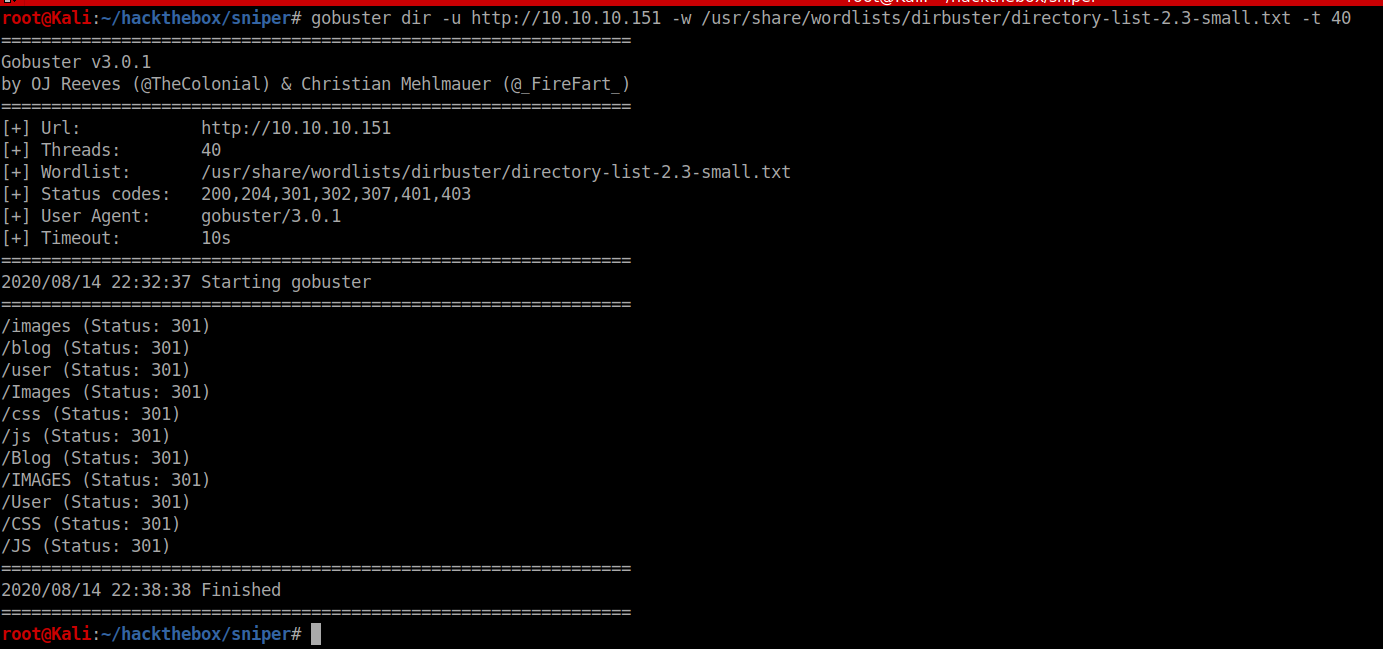 root@Kali:~/hackthebox/sniper# gobuster dir -u http://10.10.10.151 -w /usr/share/wordlists/dirbuster/directory-list-2.3-small.txt -t 40
===============================================================
Gobuster v3.0.1
by OJ Reeves (@TheColonial) & Christian Mehlmauer (@_FireFart_)
===============================================================
[+] Url:            http://10.10.10.151
[+] Threads:        40
[+] Wordlist:       /usr/share/wordlists/dirbuster/directory-list-2.3-small.txt
[+] Status codes:   200,204,301,302,307,401,403
[+] User Agent:     gobuster/3.0.1
[+] Timeout:        10s
===============================================================
2020/08/14 22:32:37 Starting gobuster
===============================================================
/images (Status: 301)
/blog (Status: 301)
/user (Status: 301)
/Images (Status: 301)
/css (Status: 301)
/js (Status: 301)
/Blog (Status: 301)
/IMAGES (Status: 301)
/User (Status: 301)
/CSS (Status: 301)
/JS (Status: 301)
===============================================================
2020/08/14 22:38:38 Finished
===============================================================
root@Kali:~/hackthebox/sniper#